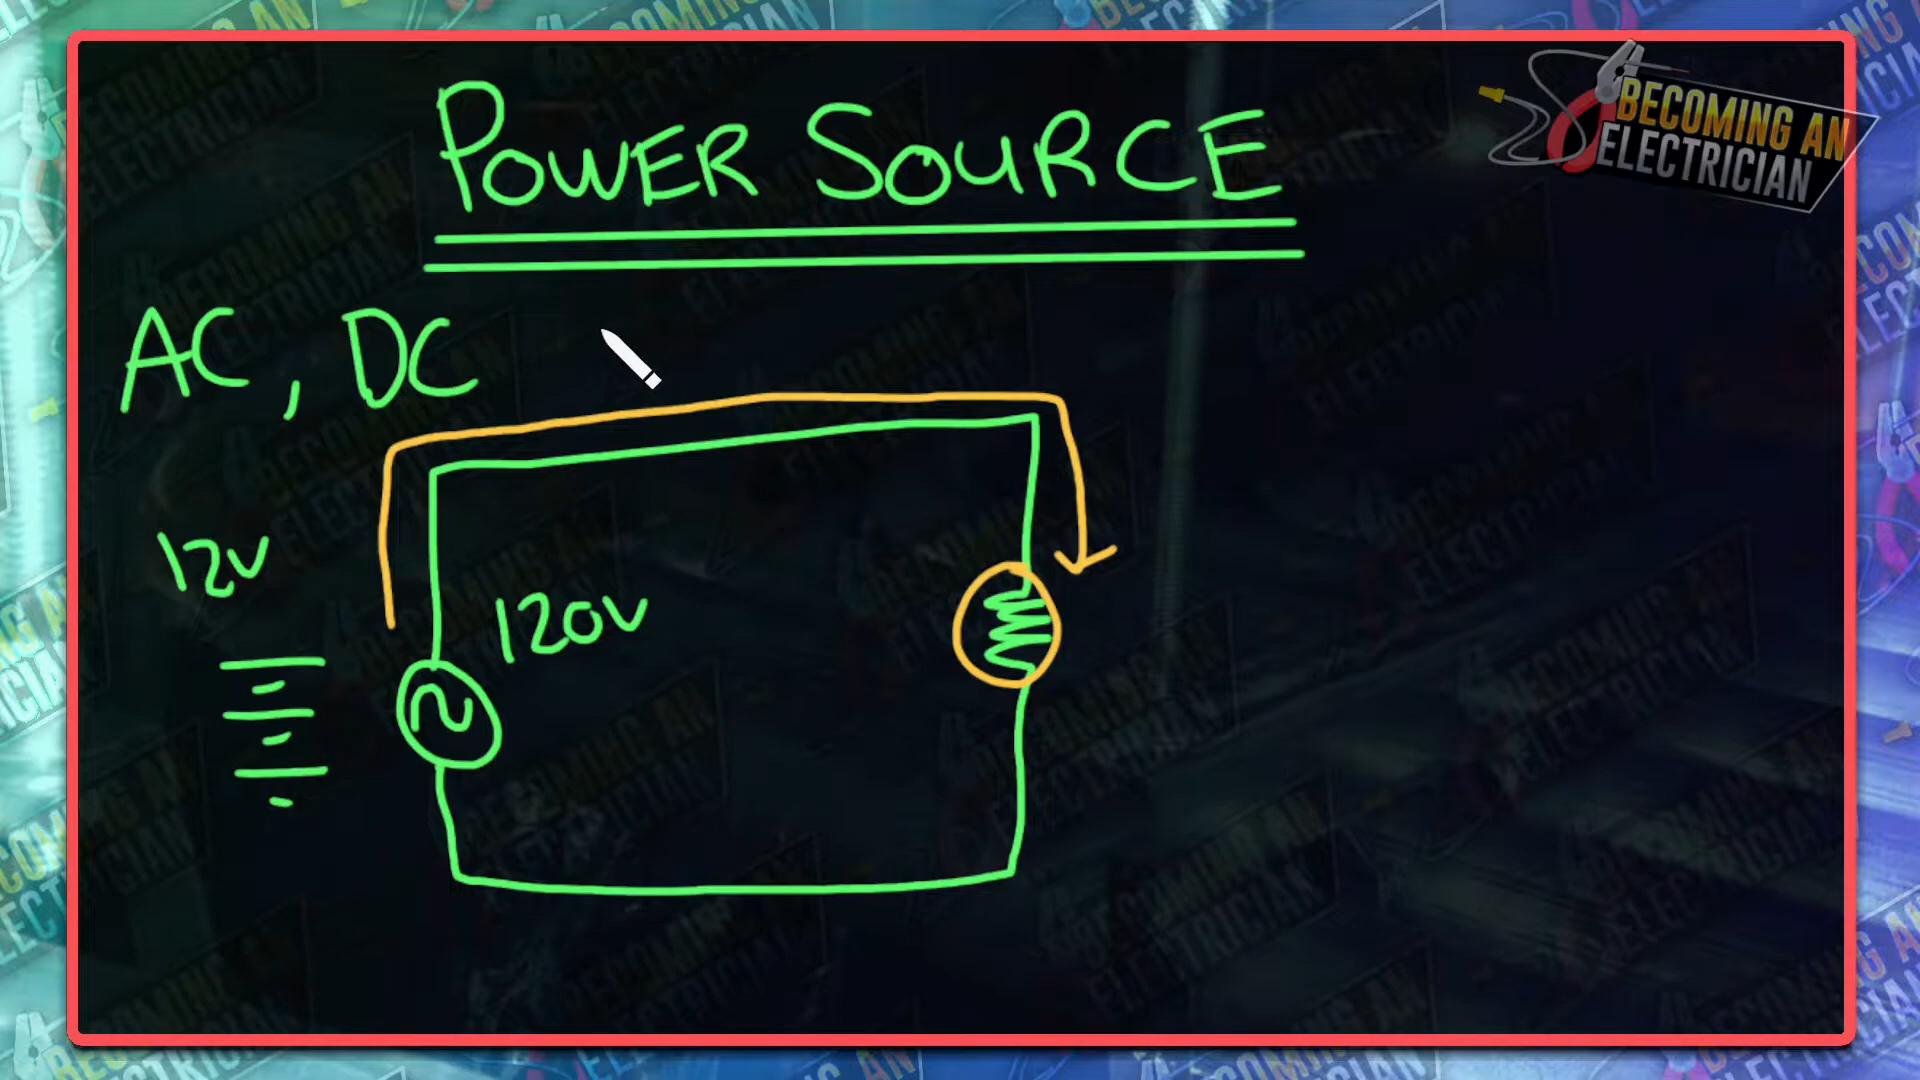 POWER SOURCE
BECOMING AN
ELECTRICIAN
AC, DC
12V
120V